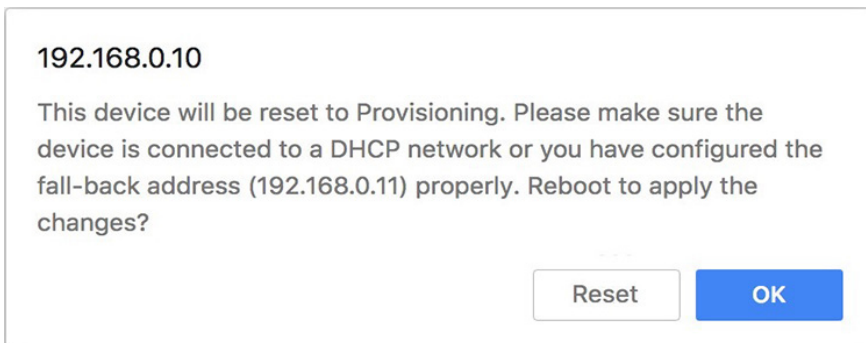 192.168.0.10
This device will be reset to Provisioning. Please make sure the
device is connected to a DHCP network or you have configured the
fall-back address (192.168.0.11) properly. Reboot to apply the
changes?
Reset
OK